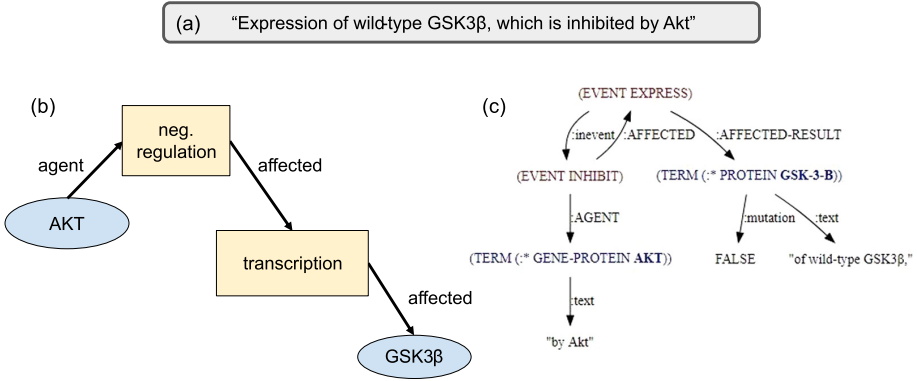 (a) “Expression of wild-type GSK3β, which is inhibited by Akt”
(b)
neg.
regulation
agent
affected
AKT
transcription
affected
GSK3β
(c)
(EVENT EXPRESS)
:inevent :AFFECTED :AFFECTED-RESULT
(EVENT INHIBIT) (TERM (:* PROTEIN GSK-3-B))
:AGENT :mutation :text
(TERM (:* GENE-PROTEIN AKT)) FALSE "of wild-type GSK3β,"
:text
"by Akt"